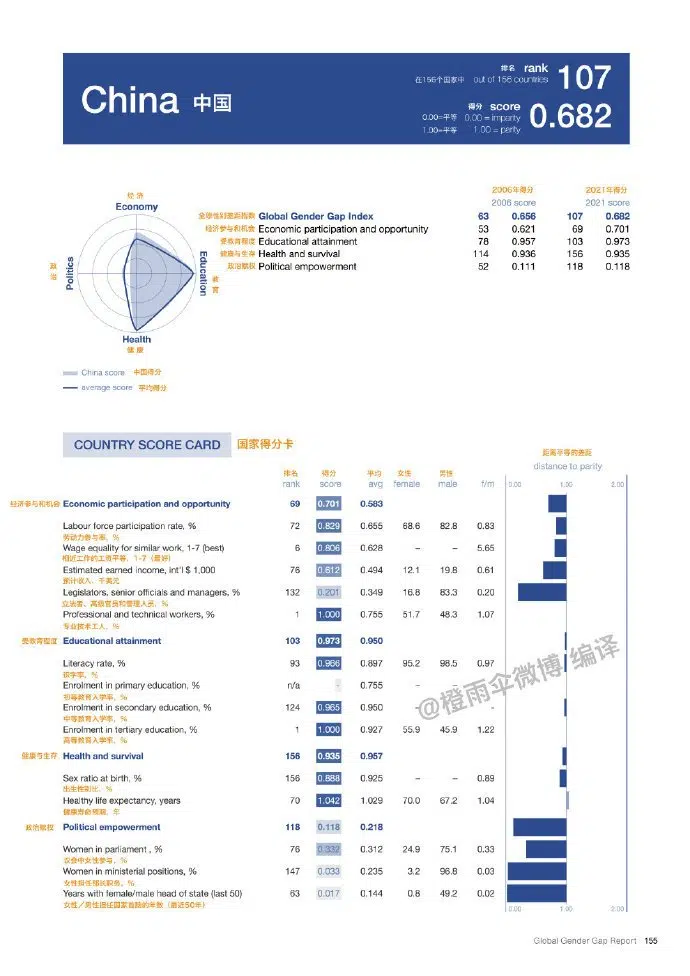 China 中国
排名 rank
在156个国家中 out of 156 countries 107
得分 score
0.00=平等 0.00 = imparity 0.682
1.00=平等 1.00 = parity
2006年得分 2021年得分
2006 score 2021 score
全球性别差距指数 Global Gender Gap Index 63 0.656 107 0.682
经济参与和机会 Economic participation and opportunity 53 0.621 69 0.701
受教育程度 Educational attainment 78 0.957 103 0.973
健康与生存 Health and survival 114 0.936 156 0.935
政治赋权 Political empowerment 52 0.111 118 0.118
经济
Economy
政治
Politics
Education
教育
Health
健康
China score 中国得分
average score 平均得分
COUNTRY SCORE CARD 国家得分卡
距离平等的差距
distance to parity
排名 得分 平均 女性 男性
rank score avg female male f/m 0.00 1.00 2.00
经济参与和机会 Economic participation and opportunity 69 0.701 0.583
Labour force participation rate, % 72 0.829 0.655 68.6 82.8 0.83
劳动力参与率，%
Wage equality for similar work, 1-7 (best) 6 0.806 0.628 – – 5.65
相近工作的工资平等，1-7（最好）
Estimated earned income, int'l $ 1,000 76 0.612 0.494 12.1 19.8 0.61
预计收入，千美元
Legislators, senior officials and managers, % 132 0.201 0.349 16.8 83.3 0.20
立法者、高级官员和管理人员，%
Professional and technical workers, % 1 1.000 0.755 51.7 48.3 1.07
专业技术工人，%
受教育程度 Educational attainment 103 0.973 0.950
Literacy rate, % 93 0.966 0.897 95.2 98.5 0.97
识字率，%
Enrolment in primary education, % n/a - 0.755
初等教育入学率，%
Enrolment in secondary education, % 124 0.985 0.950 - -
中等教育入学率，%
Enrolment in tertiary education, % 1 1.000 0.927 55.9 45.9 1.22
高等教育入学率，%
健康与生存 Health and survival 156 0.935 0.957
Sex ratio at birth, % 156 0.888 0.925 – – 0.89
出生性别比，%
Healthy life expectancy, years 70 1.042 1.029 70.0 67.2 1.04
健康寿命预期，年
政治赋权 Political empowerment 118 0.118 0.218
Women in parliament , % 76 0.332 0.312 24.9 75.1 0.33
议会中女性参与，%
Women in ministerial positions, % 147 0.033 0.235 3.2 96.8 0.03
女性担任部长职务，%
Years with female/male head of state (last 50) 63 0.017 0.144 0.8 49.2 0.02
女性／男性担任国家首脑的年数（最近50年）
0.00 1.00 2.00
@橙雨伞微博 编译
Global Gender Gap Report 155